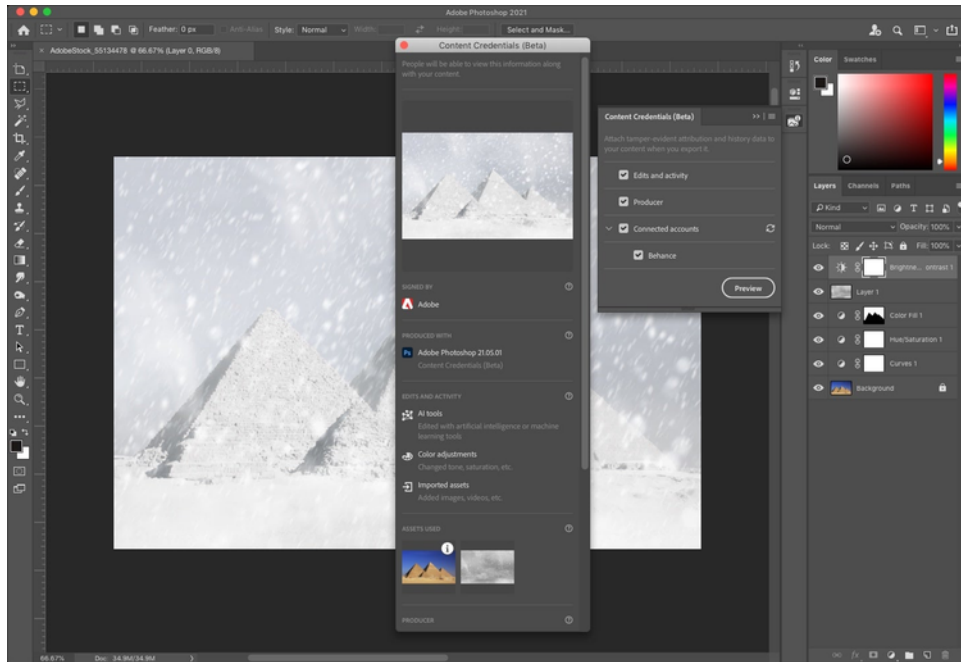 Adobe Photoshop 2021
Feather: 0 px
Anti-Alias
Style: Normal
Width:
Height:
Select and Mask...
× AdobeStock_55134478 @ 66.67% (Layer 0, RGB/8)
Content Credentials (Beta)
People will be able to view this information along
with your content
SIGNED BY
Adobe
PRODUCED WITH
Ps
Adobe Photoshop 21.05.01
Content Credentials (Beta)
EDITS AND ACTIVITY
AI tools
Edited with artificial intelligence or machine
learning tools
Color adjustments
Changed tone, saturation, etc.
Imported assets
Added images, videos, etc.
ASSETS USED
PRODUCER
Content Credentials (Beta)
Attach tamper-evident attribution and history data to
your content when you export it.
Edits and activity
Producer
Connected accounts
Behance
Preview
Color Swatches
Layers Channels Paths
Kind
Normal
Opacity: 100%
Lock:
Fill: 100%
Brightne... ontrast 1
Layer 1
Color Fill 1
Hue/Saturation 1
Curves 1
Background
66.67%
Doc: 34.9M/34.9M